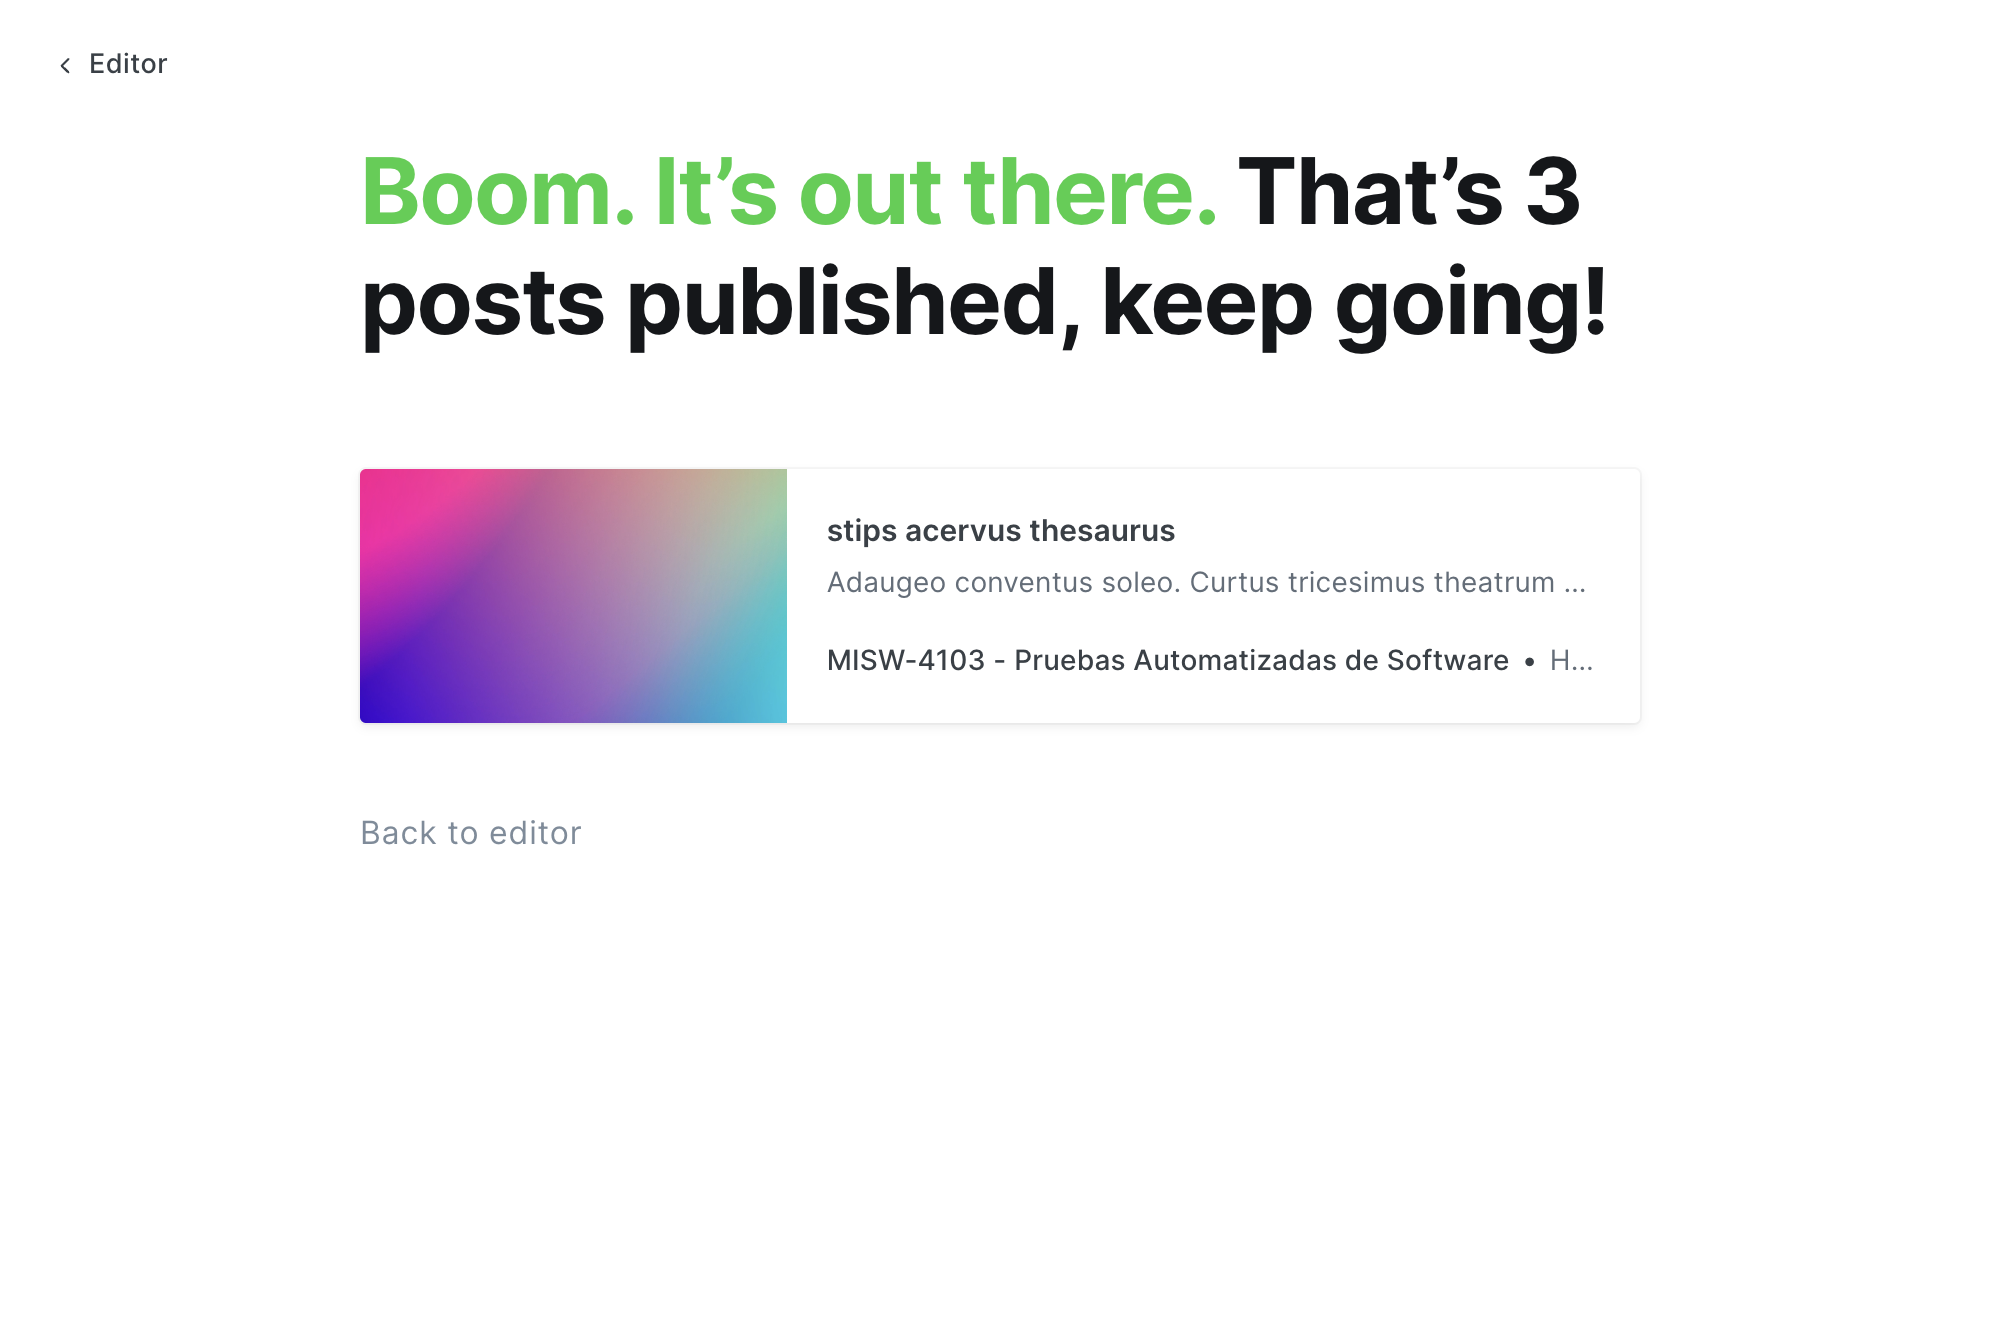 Editor
Boom. It’s out there. That’s 3
posts published, keep going!
stips acervus thesaurus
Adaugeo conventus soleo. Curtus tricesimus theatrum ...
MISW-4103 - Pruebas Automatizadas de Software • H...
Back to editor